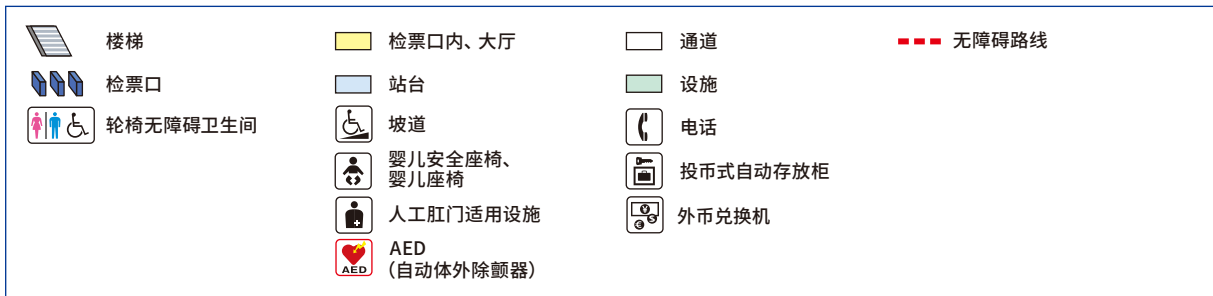 楼梯
检票口内、大厅
通道
无障碍路线
检票口
站台
设施
轮椅无障碍卫生间
坡道
电话
婴儿安全座椅、
婴儿座椅
投币式自动存放柜
人工肛门适用设施
外币兑换机
AED
AED
(自动体外除颤器)